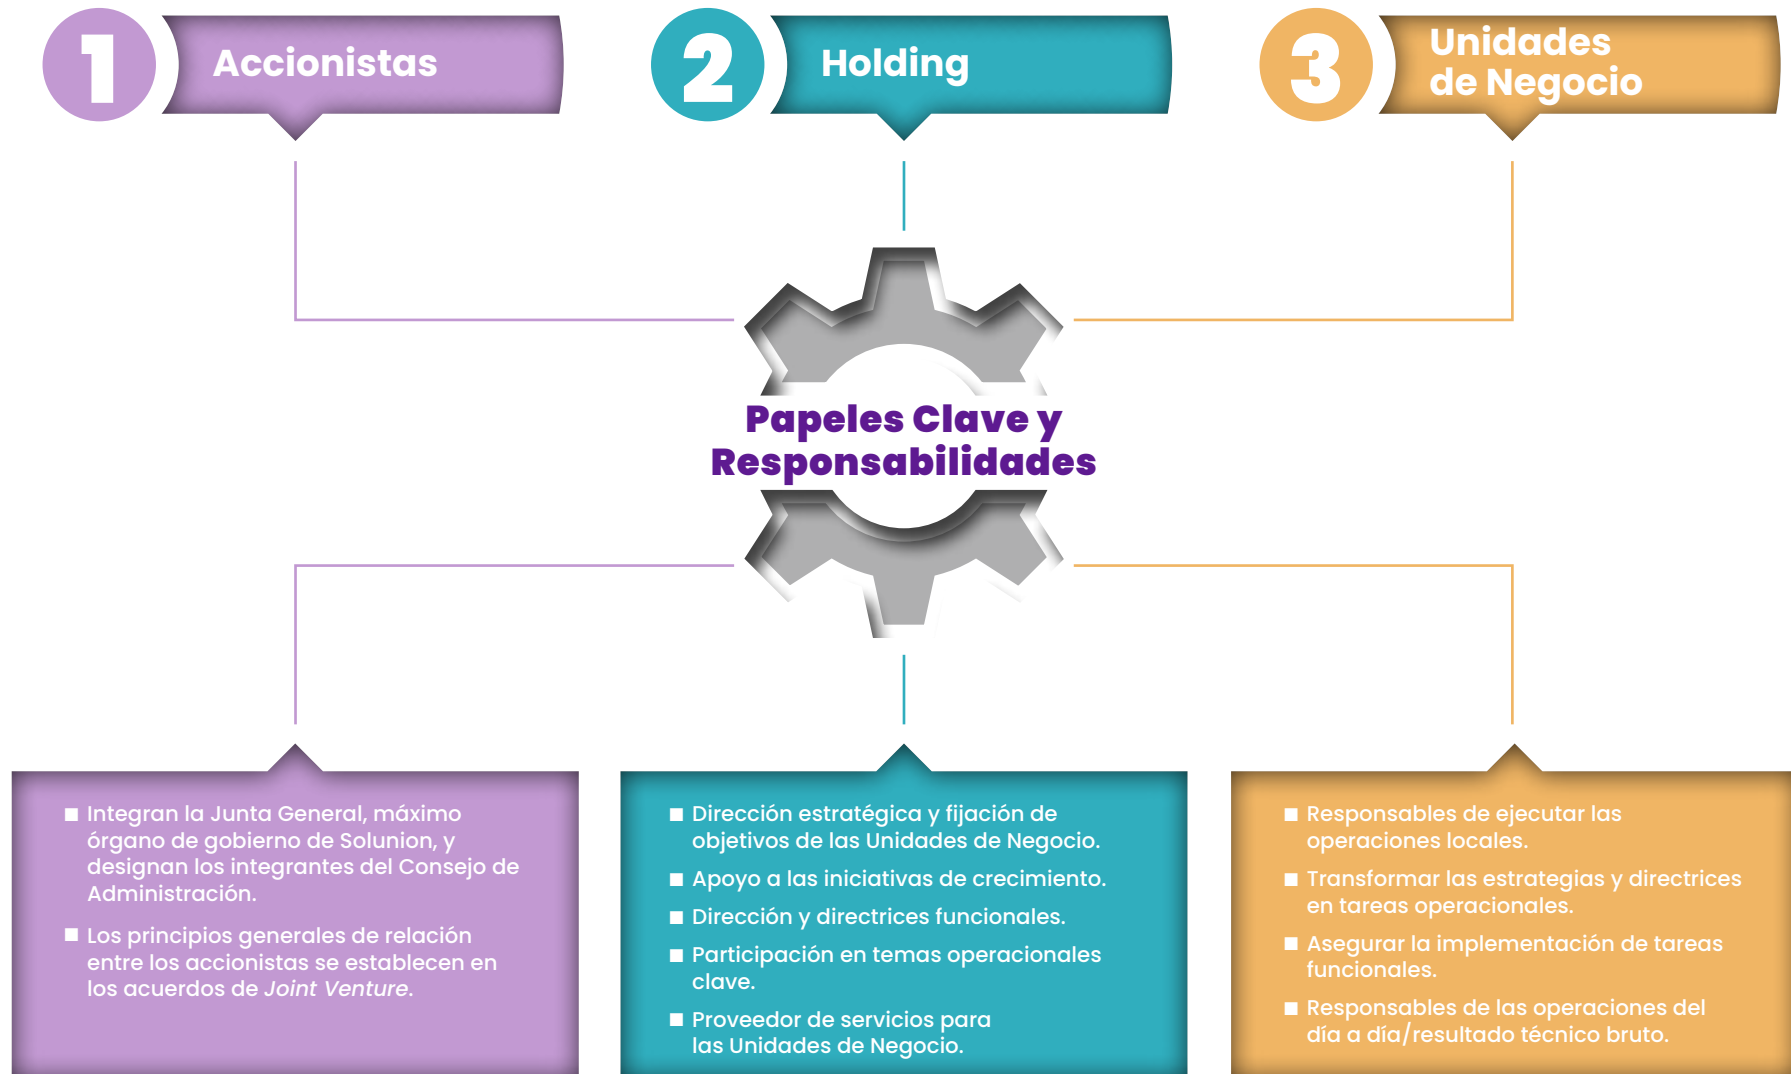 1
Accionistas
2
Holding
3
Unidades
de Negocio
Papeles Clave y
Responsabilidades
■ Integran la Junta General, máximo
órgano de gobierno de Solunion, y
designan los integrantes del Consejo de
Administración.
■ Los principios generales de relación
entre los accionistas se establecen en
los acuerdos de Joint Venture.
■ Dirección estratégica y fijación de
objetivos de las Unidades de Negocio.
■ Apoyo a las iniciativas de crecimiento.
■ Dirección y directrices funcionales.
■ Participación en temas operacionales
clave.
■ Proveedor de servicios para
las Unidades de Negocio.
■ Responsables de ejecutar las
operaciones locales.
■ Transformar las estrategias y directrices
en tareas operacionales.
■ Asegurar la implementación de tareas
funcionales.
■ Responsables de las operaciones del
día a día/resultado técnico bruto.